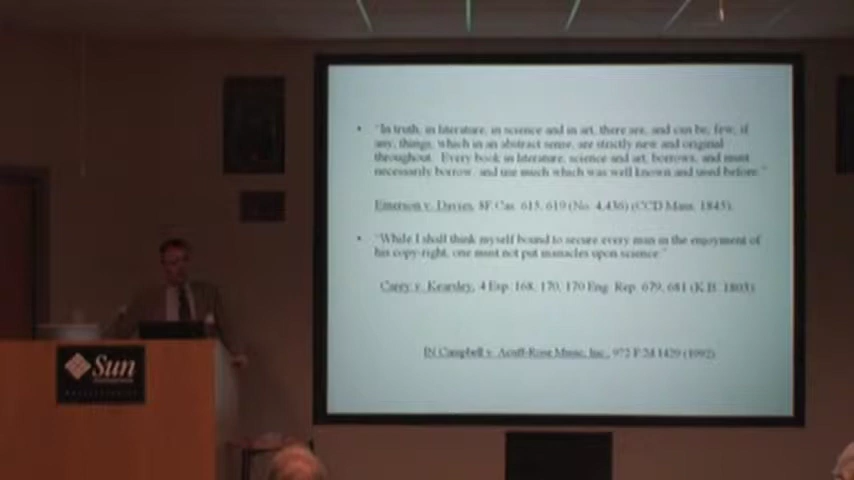 • "In truth, in literature, in science and in art, there are, and can be, few, if
any, things, which in an abstract sense, are strictly new and original
throughout. Every book in literature, science and art, borrows, and must
necessarily borrow, and use much which was well known and used before."
Emerson v. Davies, 8F. Cas. 615, 619 (No. 4,436) (CCD Mass. 1845).
• "While I shall think myself bound to secure every man in the enjoyment of
his copy-right, one must not put manacles upon science."
Carey v. Kearsley, 4 Esp. 168, 170, 170 Eng. Rep. 679, 681 (K.B. 1803)
IN Campbell v. Acuff-Rose Music, Inc., 972 F.2d 1429 (1992)
Sun